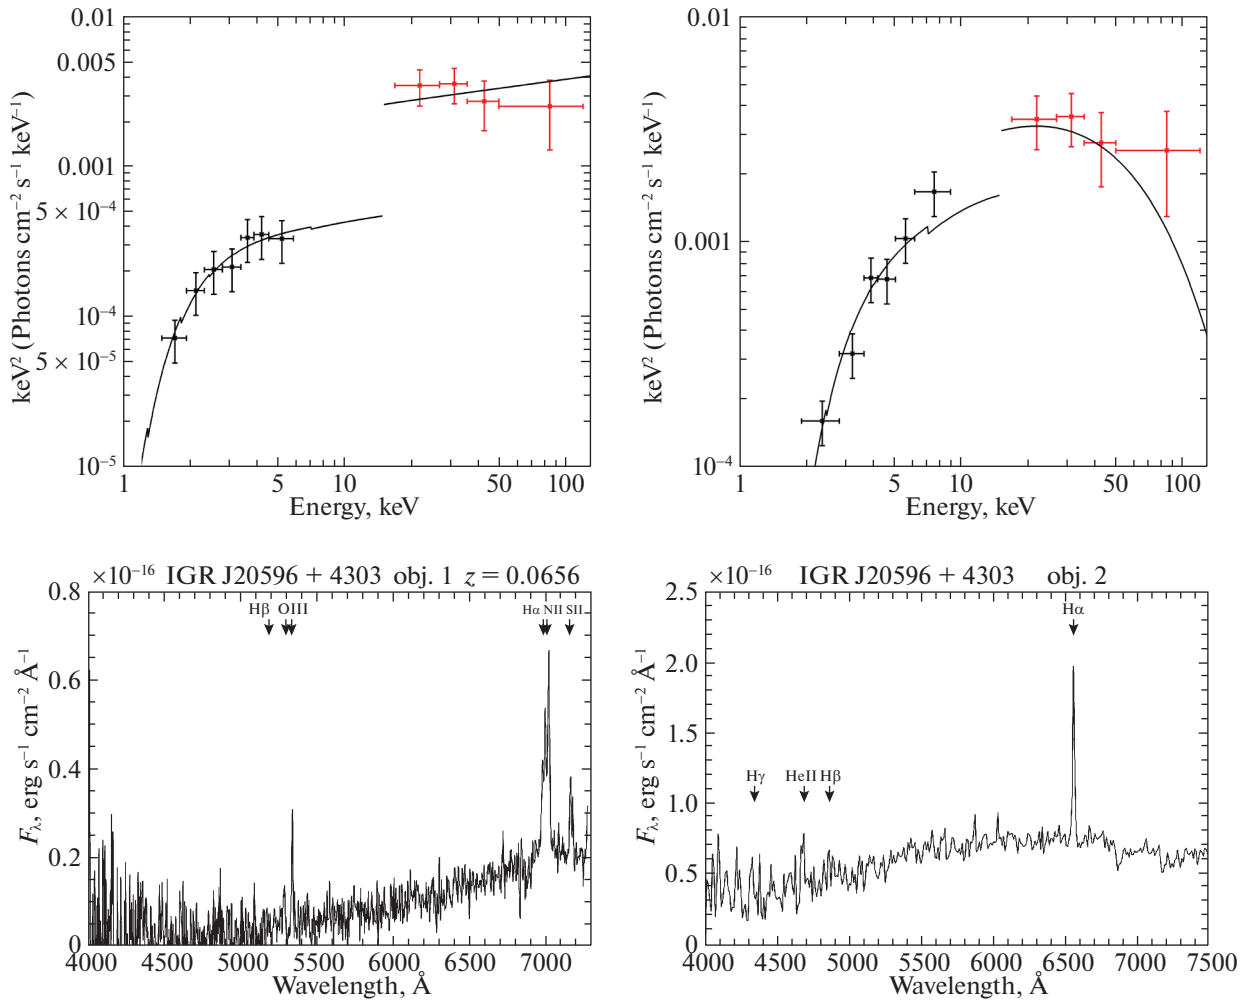 0.01
0.005
0.001
5 × 10⁻⁴
10⁻⁴
5 × 10⁻⁵
10⁻⁵
keV² (Photons cm⁻² s⁻¹ keV⁻¹)
1
5
10
50
100
Energy, keV
0.01
0.001
10⁻⁴
keV² (Photons cm⁻² s⁻¹ keV⁻¹)
1
5
10
50
100
Energy, keV
×10⁻¹⁶ IGR J20596 + 4303 obj. 1 z = 0.0656
0.8
0.6
0.4
0.2
0
F_λ, erg s⁻¹ cm⁻² Å⁻¹
Hβ OIII
Hα NII SII
4000 5000 6000 7000
Wavelength, Å
×10⁻¹⁶ IGR J20596 + 4303 obj. 2
2.5
2.0
1.5
1.0
0.5
0
F_λ, erg s⁻¹ cm⁻² Å⁻¹
Hα
Hγ HeII Hβ
4000 4500 5000 5500 6000 6500 7000 7500
Wavelength, Å